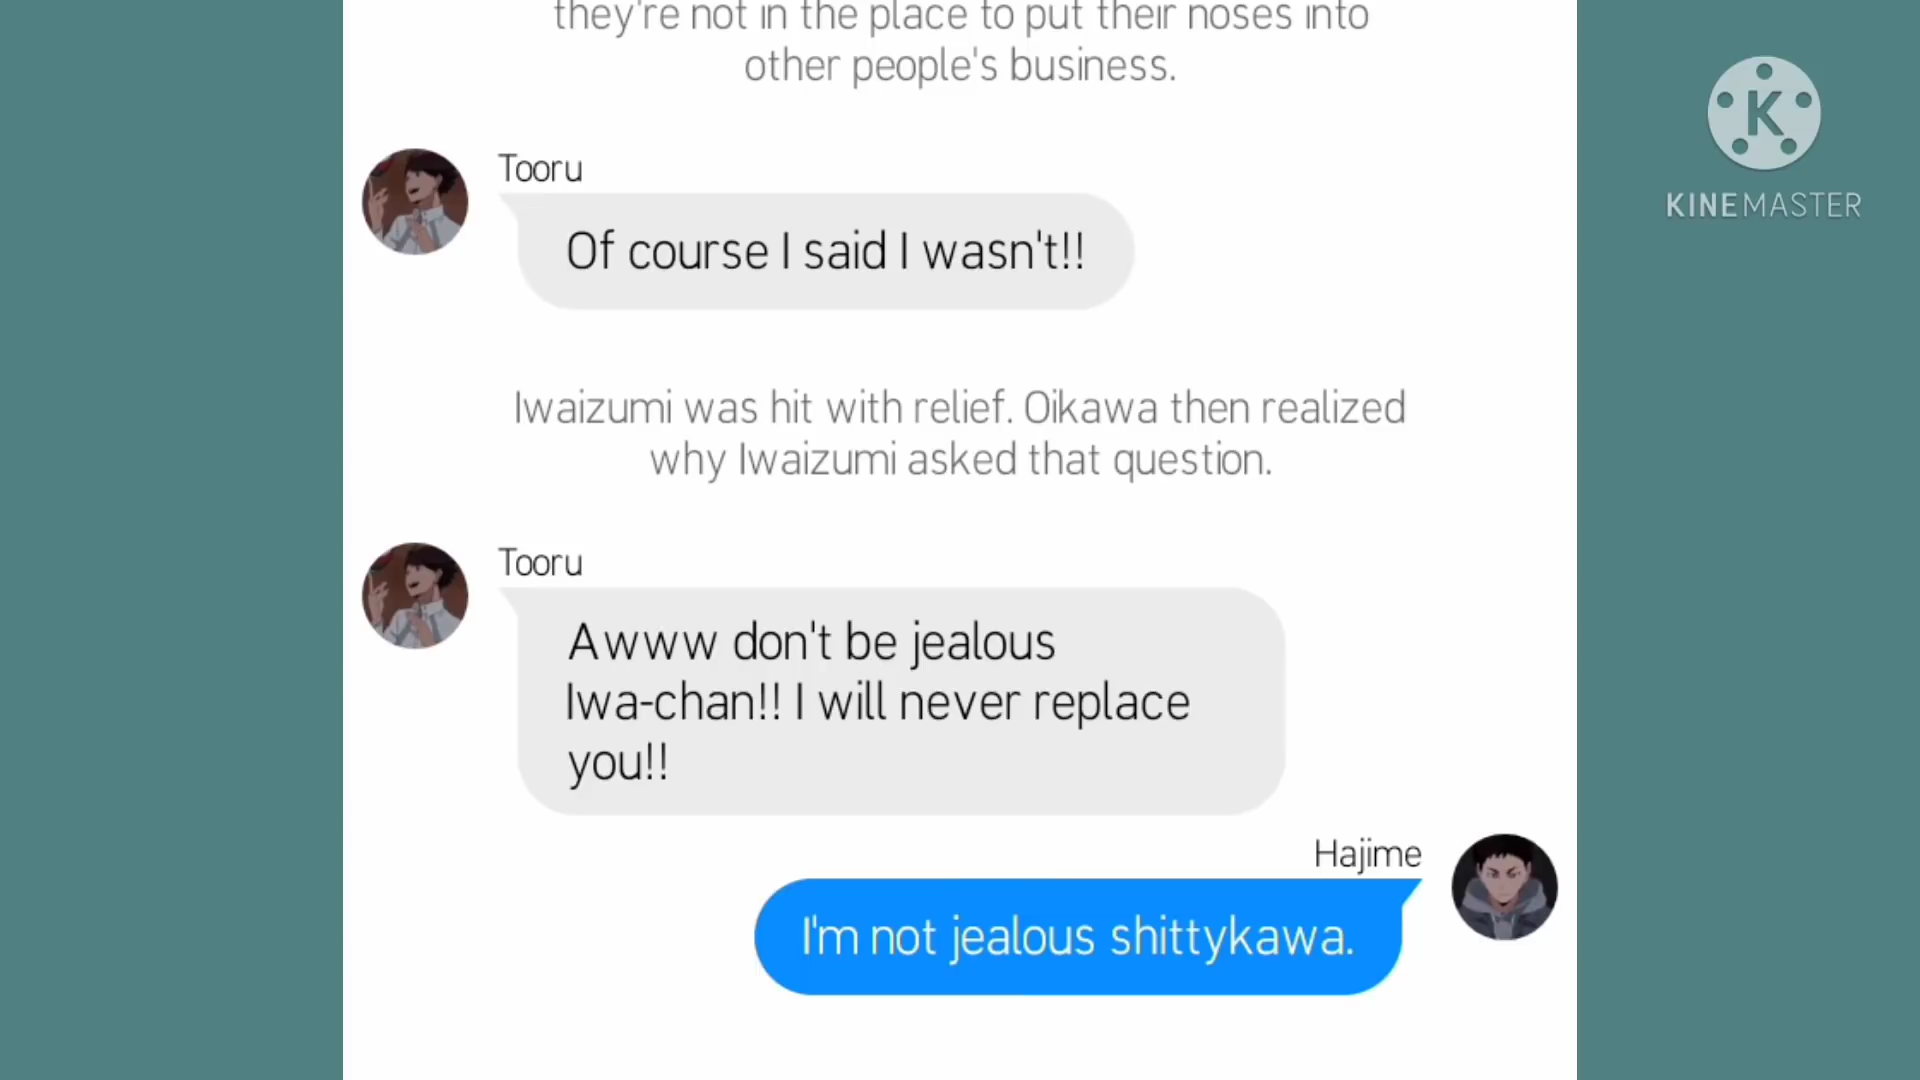 they're not in the place to put their noses into
other people's business.
K
KINEMASTER
Tooru
Of course I said I wasn't!!
Iwaizumi was hit with relief. Oikawa then realized
why Iwaizumi asked that question.
Tooru
Awww don't be jealous
Iwa-chan!! I will never replace
you!!
Hajime
I'm not jealous shittykawa.